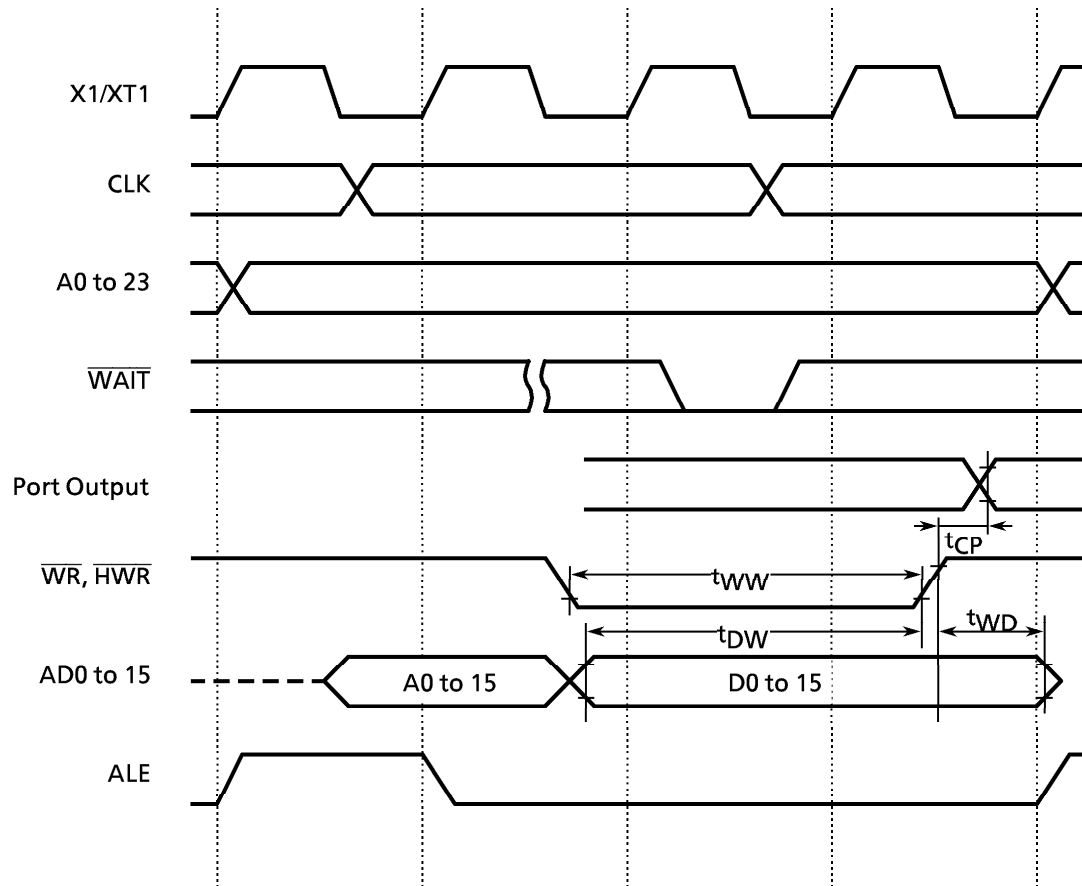 X1/XT1
CLK
A0 to 23
WAIT
Port Output
tCP
WR, HWR
tWW
tWD
tDW
AD0 to 15
A0 to 15
D0 to 15
ALE